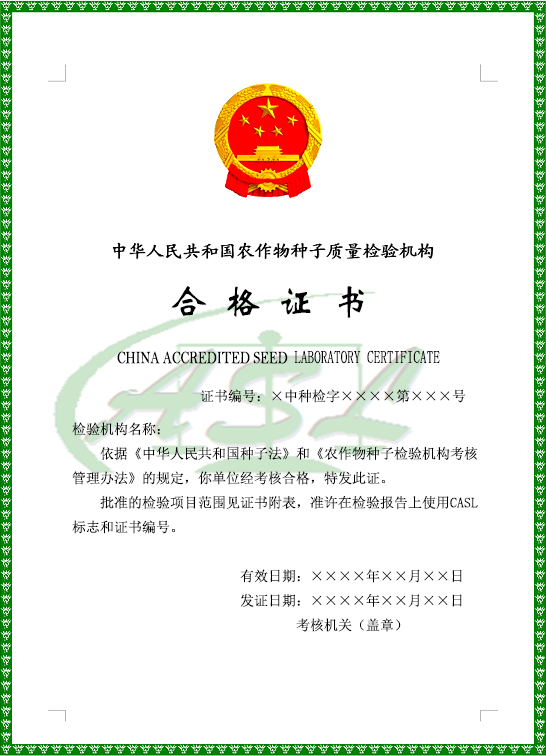 中华人民共和国农作物种子质量检验机构
合格证书
CHINA ACCREDITED SEED LABORATORY CERTIFICATE
证书编号：×中种检字××××第×××号
检验机构名称：
依据《中华人民共和国种子法》和《农作物种子检验机构考核
管理办法》的规定，你单位经考核合格，特发此证。
批准的检验项目范围见证书附表，准许在检验报告上使用CASL
标志和证书编号。
有效日期：××××年××月××日
发证日期：××××年××月××日
考核机关（盖章）
ASL